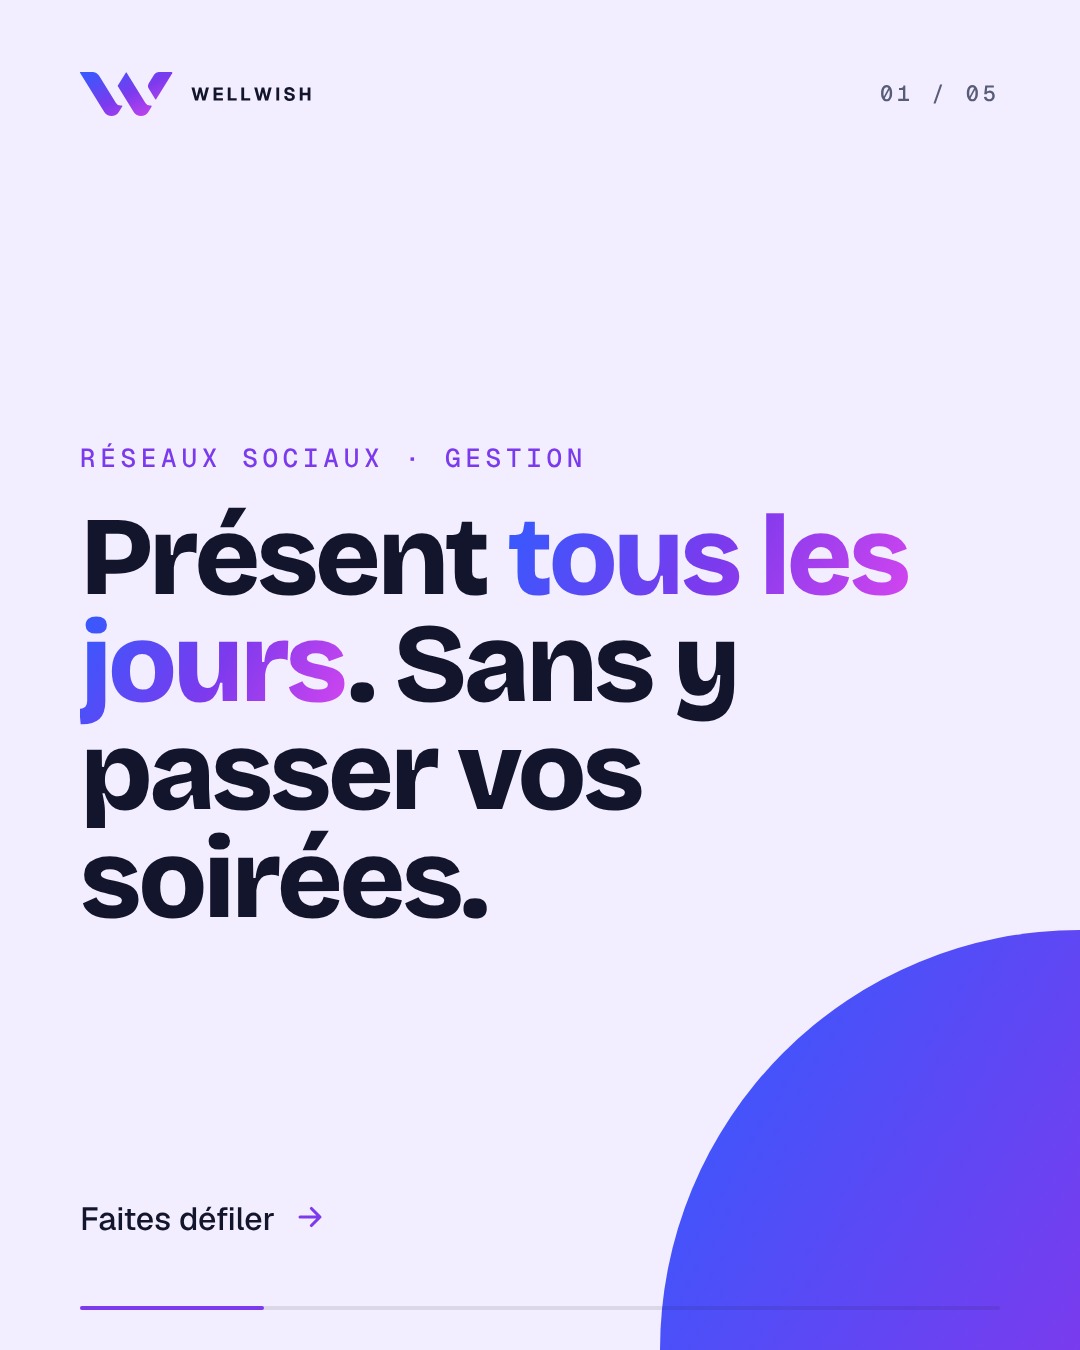 WELLWISH
01 / 05
RÉSEAUX SOCIAUX · GESTION
Présent tous les
jours. Sans y
passer vos
soirées.
Faites défiler →